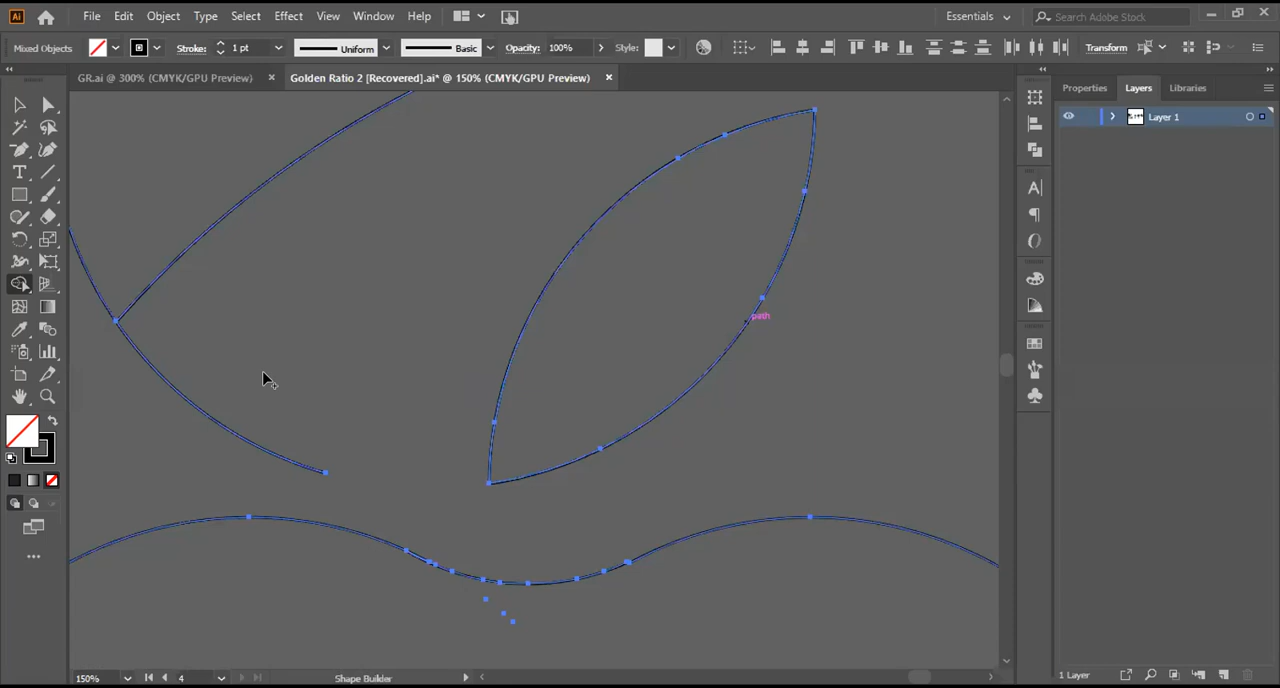 Ai File Edit Object Type Select Effect View Window Help Essentials Search Adobe Stock
Mixed Objects Stroke: 1 pt Uniform Basic Opacity: 100% Style: Transform
GR.ai @ 300% (CMYK/GPU Preview) Golden Ratio 2 [Recovered].ai* @ 150% (CMYK/GPU Preview)
Properties Layers Libraries
Layer 1
path
150% 4 Shape Builder
1 Layer